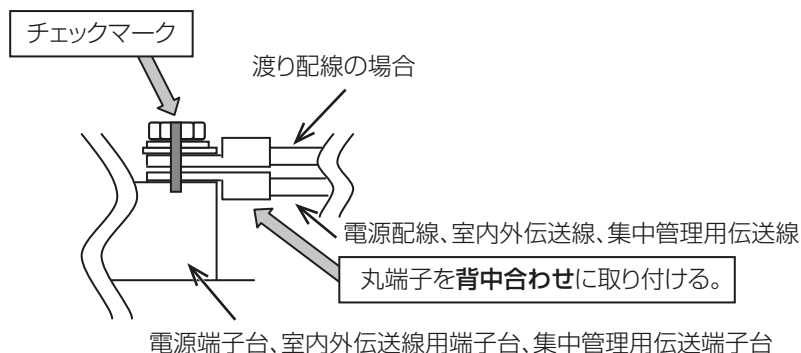 チェックマーク
渡り配線の場合
電源配線、室内外伝送線、集中管理用伝送線
丸端子を背中合わせに取り付ける。
電源端子台、室内外伝送線用端子台、集中管理用伝送端子台